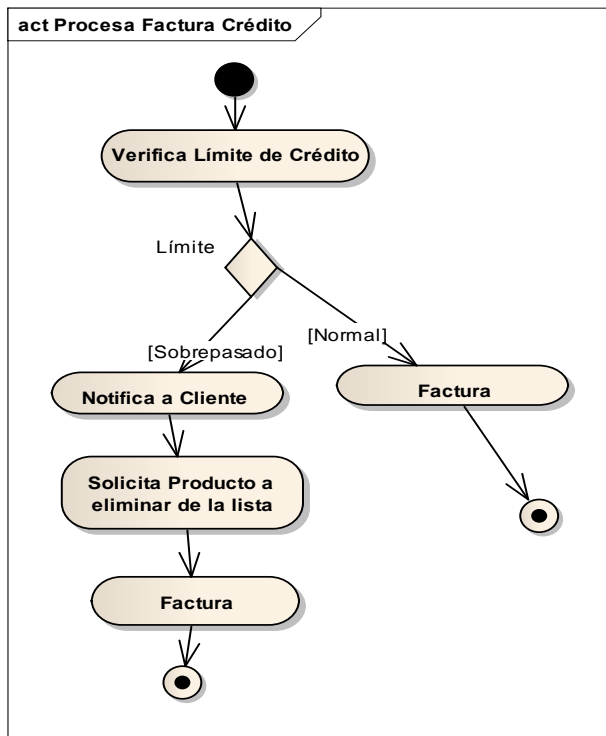 act Procesa Factura Crédito
Verifica Límite de Crédito
Límite
[Sobrepasado]
[Normal]
Notifica a Cliente
Factura
Solicita Producto a
eliminar de la lista
Factura